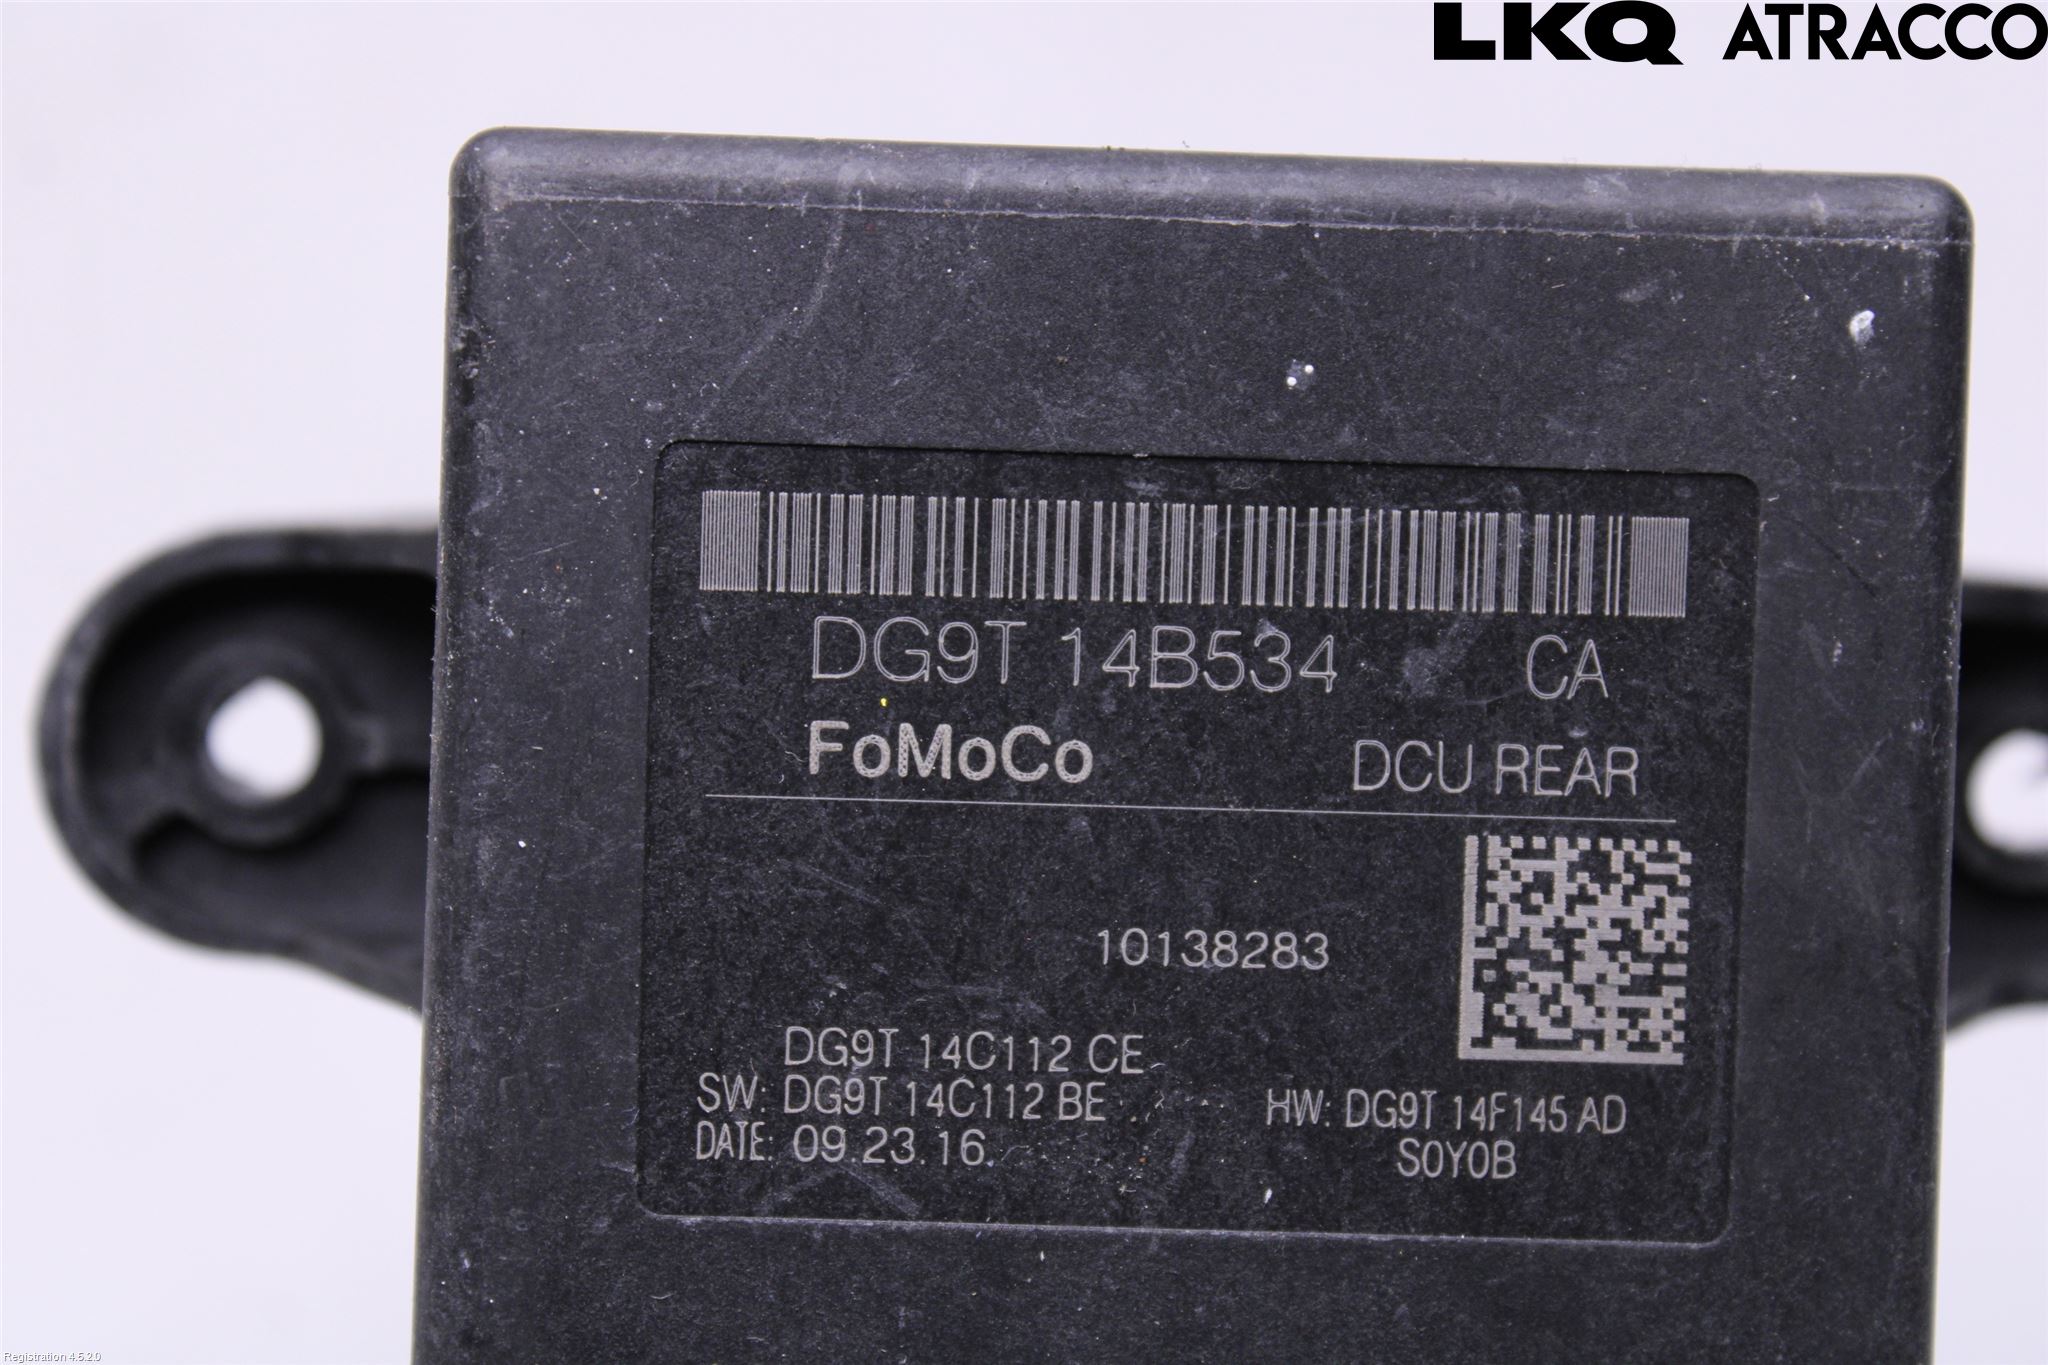 LKQ ATRACCO
DG9T 14B534 CA
FoMoCo DCU REAR
10138283
DG9T 14C112 CE
SW: DG9T 14C112 BE HW: DG9T 14F145 AD
DATE: 09.23.16 S0Y0B
Registration 4.5.2.0